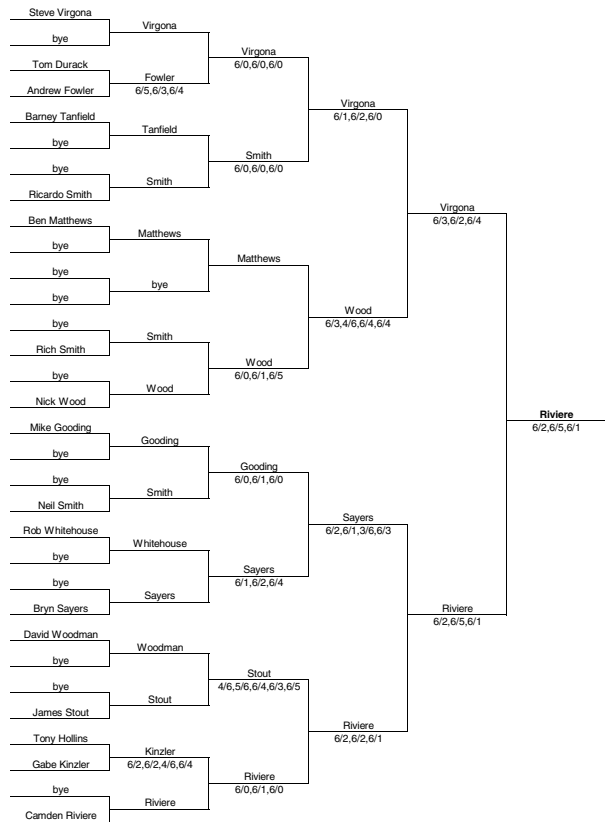 Steve Virgona
bye
Tom Durack
Andrew Fowler
Barney Tanfield
bye
bye
Ricardo Smith
Ben Matthews
bye
bye
bye
bye
Rich Smith
bye
Nick Wood
Mike Gooding
bye
bye
Neil Smith
Rob Whitehouse
bye
bye
Bryn Sayers
David Woodman
bye
bye
James Stout
Tony Hollins
Gabe Kinzler
bye
Camden Riviere
Virgona
Fowler
6/5,6/3,6/4
Tanfield
Smith
Matthews
bye
Smith
Wood
Gooding
Smith
Whitehouse
Sayers
Woodman
Stout
Kinzler
6/2,6/2,4/6,6/4
Riviere
Virgona
6/0,6/0,6/0
Smith
6/0,6/0,6/0
Matthews
Wood
6/0,6/1,6/5
Gooding
6/0,6/1,6/0
Sayers
6/1,6/2,6/4
Stout
4/6,5/6,6/4,6/3,6/5
Riviere
6/0,6/1,6/0
Virgona
6/1,6/2,6/0
Wood
6/3,4/6,6/4,6/4
Sayers
6/2,6/1,3/6,6/3
Riviere
6/2,6/2,6/1
Virgona
6/3,6/2,6/4
Riviere
6/2,6/5,6/1
Riviere
6/2,6/5,6/1